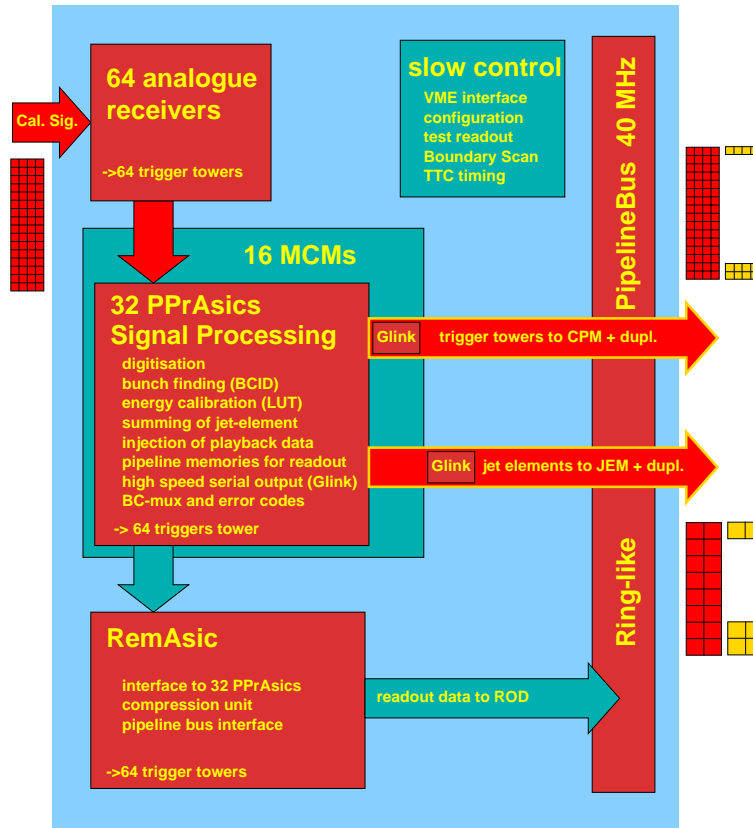 64 analogue
receivers
->64 trigger towers
Cal. Sig.
slow control
VME interface
configuration
test readout
Boundary Scan
TTC timing
16 MCMs
32 PPrAsics
Signal Processing
digitisation
bunch finding (BCID)
energy calibration (LUT)
summing of jet-element
injection of playback data
pipeline memories for readout
high speed serial output (Glink)
BC-mux and error codes
-> 64 triggers tower
Glink trigger towers to CPM + dupl.
Glink jet elements to JEM + dupl.
RemAsic
interface to 32 PPrAsics
compression unit
pipeline bus interface
->64 trigger towers
readout data to ROD
Ring-like PipelineBus 40 MHz